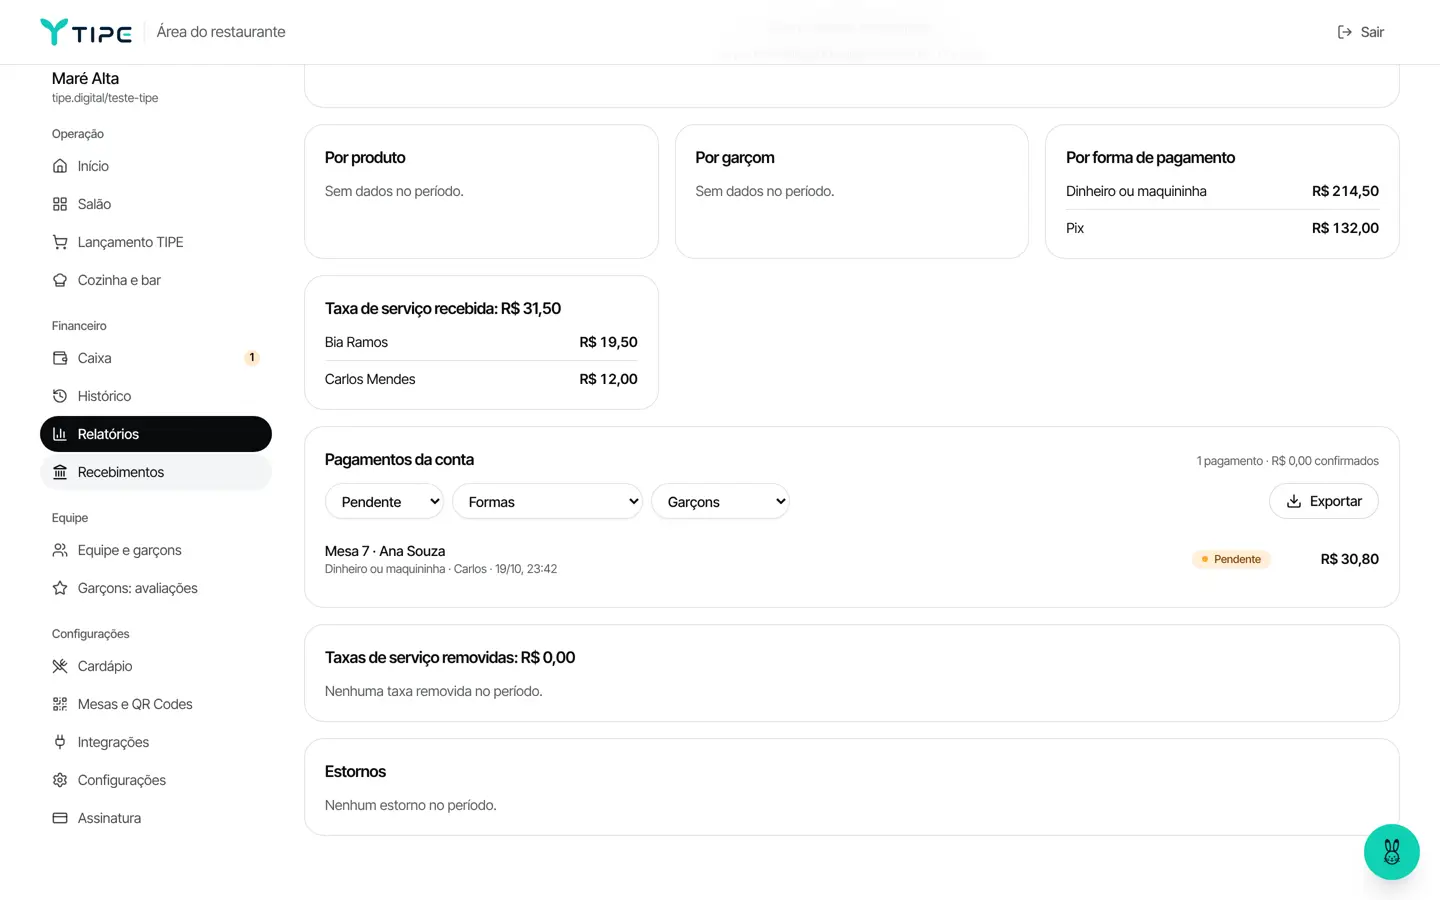 TIPE
Área do restaurante
Sair
Maré Alta
tipe.digital/teste-tipe
Operação
Início
Salão
Lançamento TIPE
Cozinha e bar
Financeiro
Caixa 1
Histórico
Relatórios
Recebimentos
Equipe
Equipe e garçons
Garçons: avaliações
Configurações
Cardápio
Mesas e QR Codes
Integrações
Configurações
Assinatura
Por produto
Sem dados no período.
Por garçom
Sem dados no período.
Por forma de pagamento
Dinheiro ou maquininha R$ 214,50
Pix R$ 132,00
Taxa de serviço recebida: R$ 31,50
Bia Ramos R$ 19,50
Carlos Mendes R$ 12,00
Pagamentos da conta
1 pagamento · R$ 0,00 confirmados
Pendente Formas Garçons Exportar
Mesa 7 · Ana Souza
Dinheiro ou maquininha · Carlos · 19/10, 23:42
Pendente R$ 30,80
Taxas de serviço removidas: R$ 0,00
Nenhuma taxa removida no período.
Estornos
Nenhum estorno no período.